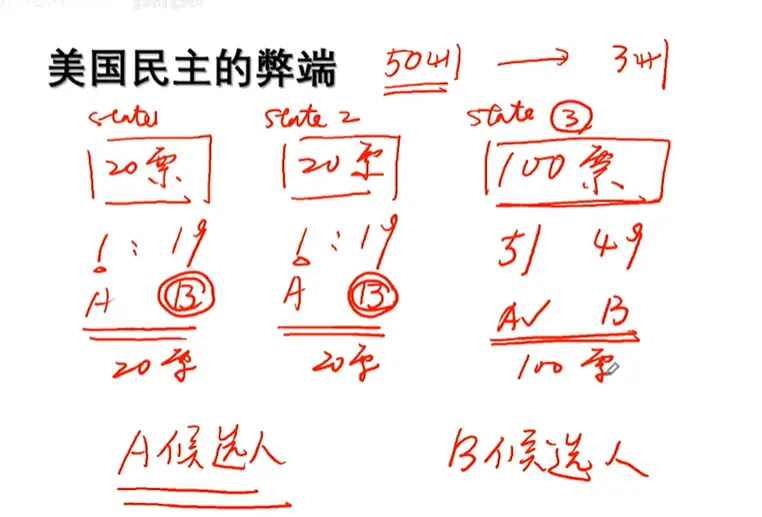 美国民主的弊端 50州 → 3州
state1 state 2 state ③
20票 20票 100票
1 : 19 1 : 19 51 49
A Ⓑ A Ⓑ A✓ B
20票 20票 100票
A候选人 B候选人